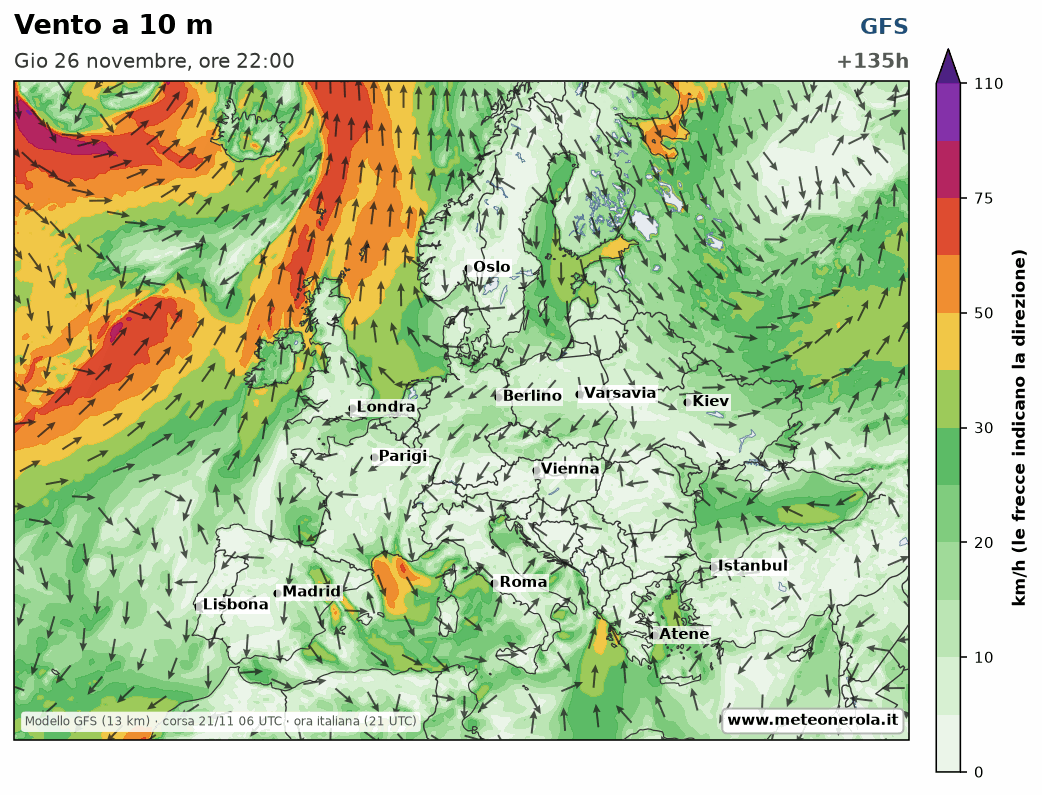 Vento a 10 m
GFS
Gio 26 novembre, ore 22:00
+135h
110
75
50
30
20
10
0
km/h (le frecce indicano la direzione)
Oslo
Berlino
Varsavia
Kiev
Londra
Parigi
Vienna
Istanbul
Roma
Madrid
Lisbona
Atene
Modello GFS (13 km) · corsa 21/11 06 UTC · ora italiana (21 UTC)
www.meteonerola.it